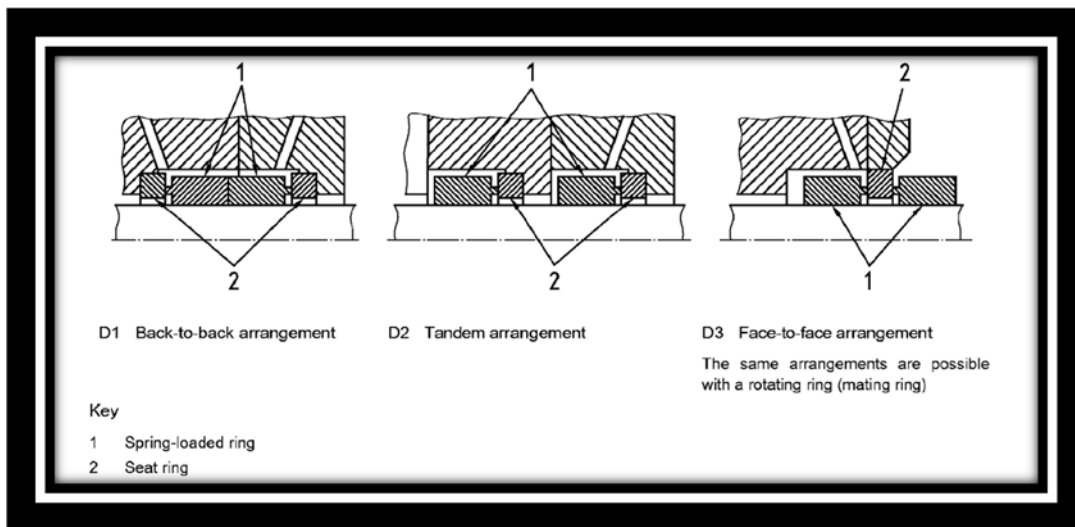 1
1
2
2
2
1
D1 Back-to-back arrangement
D2 Tandem arrangement
D3 Face-to-face arrangement
The same arrangements are possible
with a rotating ring (mating ring)
Key
1 Spring-loaded ring
2 Seat ring